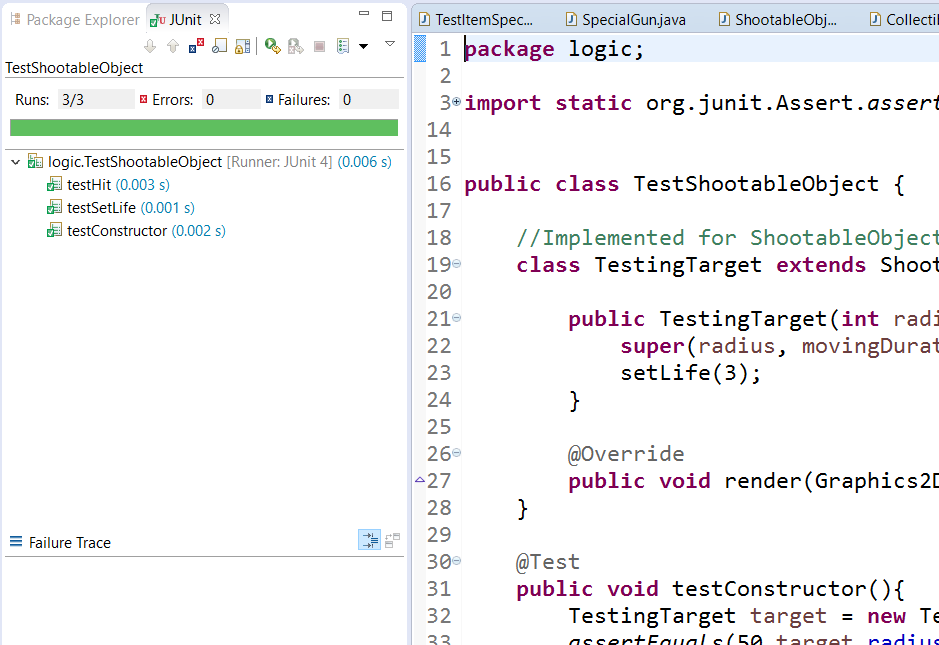 Package Explorer JUnit
TestShootableObject
Runs: 3/3 Errors: 0 Failures: 0
logic.TestShootableObject [Runner: JUnit 4] (0.006 s)
testHit (0.003 s)
testSetLife (0.001 s)
testConstructor (0.002 s)
Failure Trace
TestItemSpec... SpecialGun.java ShootableObj... Collectil
1 package logic;
2
3 import static org.junit.Assert.assert
14
15
16 public class TestShootableObject {
17
18 //Implemented for ShootableObject
19 class TestingTarget extends Shoot
20
21 public TestingTarget(int radi
22 super(radius, movingDurat
23 setLife(3);
24 }
25
26 @Override
27 public void render(Graphics2D
28 }
29
30 @Test
31 public void testConstructor(){
32 TestingTarget target = new Te
33 assertEquals(50,target.radius